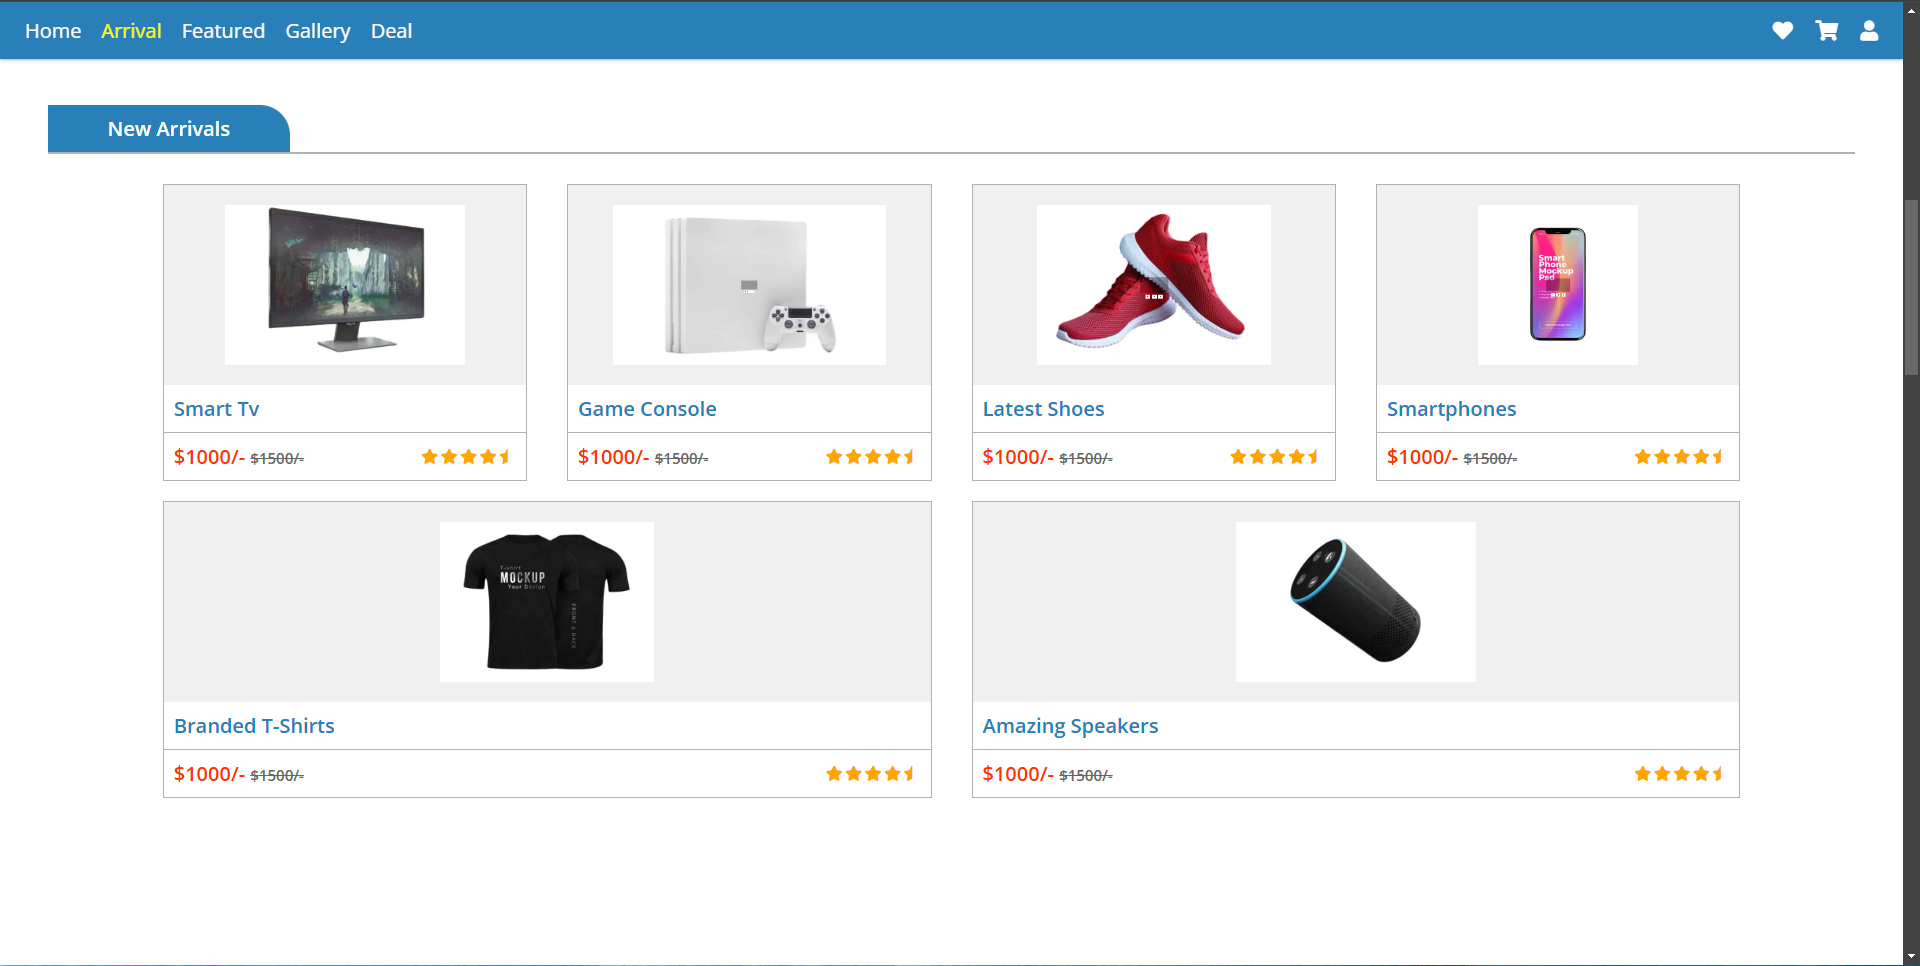 Home Arrival Featured Gallery Deal
New Arrivals
Smart
Phone
Mockup
Psd
Smart Tv
Game Console
Latest Shoes
Smartphones
$1000/- $1500/-
$1000/- $1500/-
$1000/- $1500/-
$1000/- $1500/-
T-shirt
MOCKUP
Your Design
FRONT & BACK
Branded T-Shirts
Amazing Speakers
$1000/- $1500/-
$1000/- $1500/-